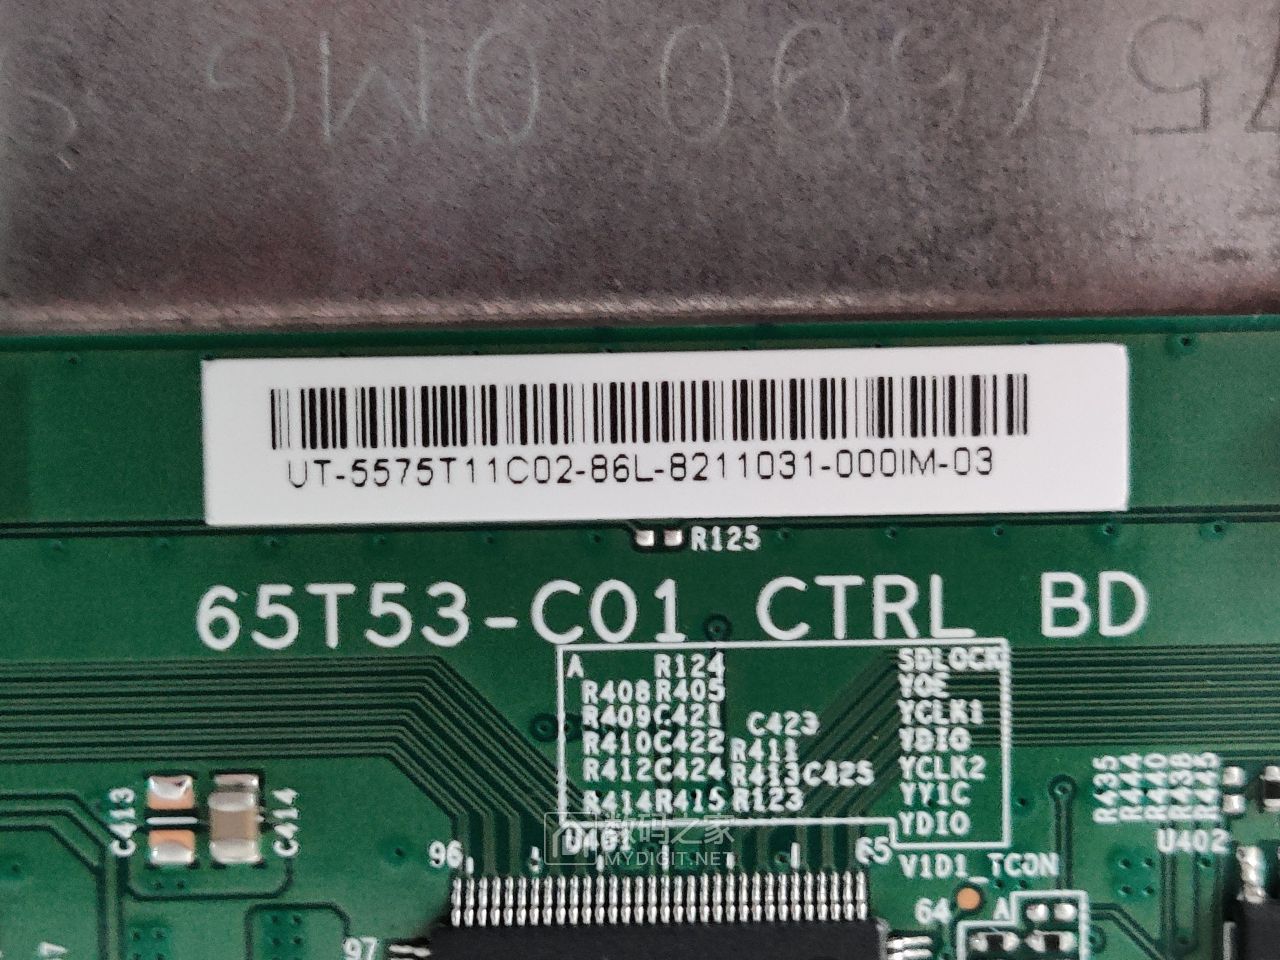 UT-5575T11C02-86L-8211031-000IM-03
R125
65T53-C01 CTRL BD
A R124 SDLOCK
R408 R405 YOE
R409 C421 C423 YCLK1
R410 C422 R411 YDIO
R412 C424 R413 C425 YCLK2
R414 R415 R123 YY1C
YDIO
U401
V1D1_TCON
C413
C414
R435
R444
R440
R438
R445
U402
96
65
64
A
97
数码之家
MYDIGIT.NET